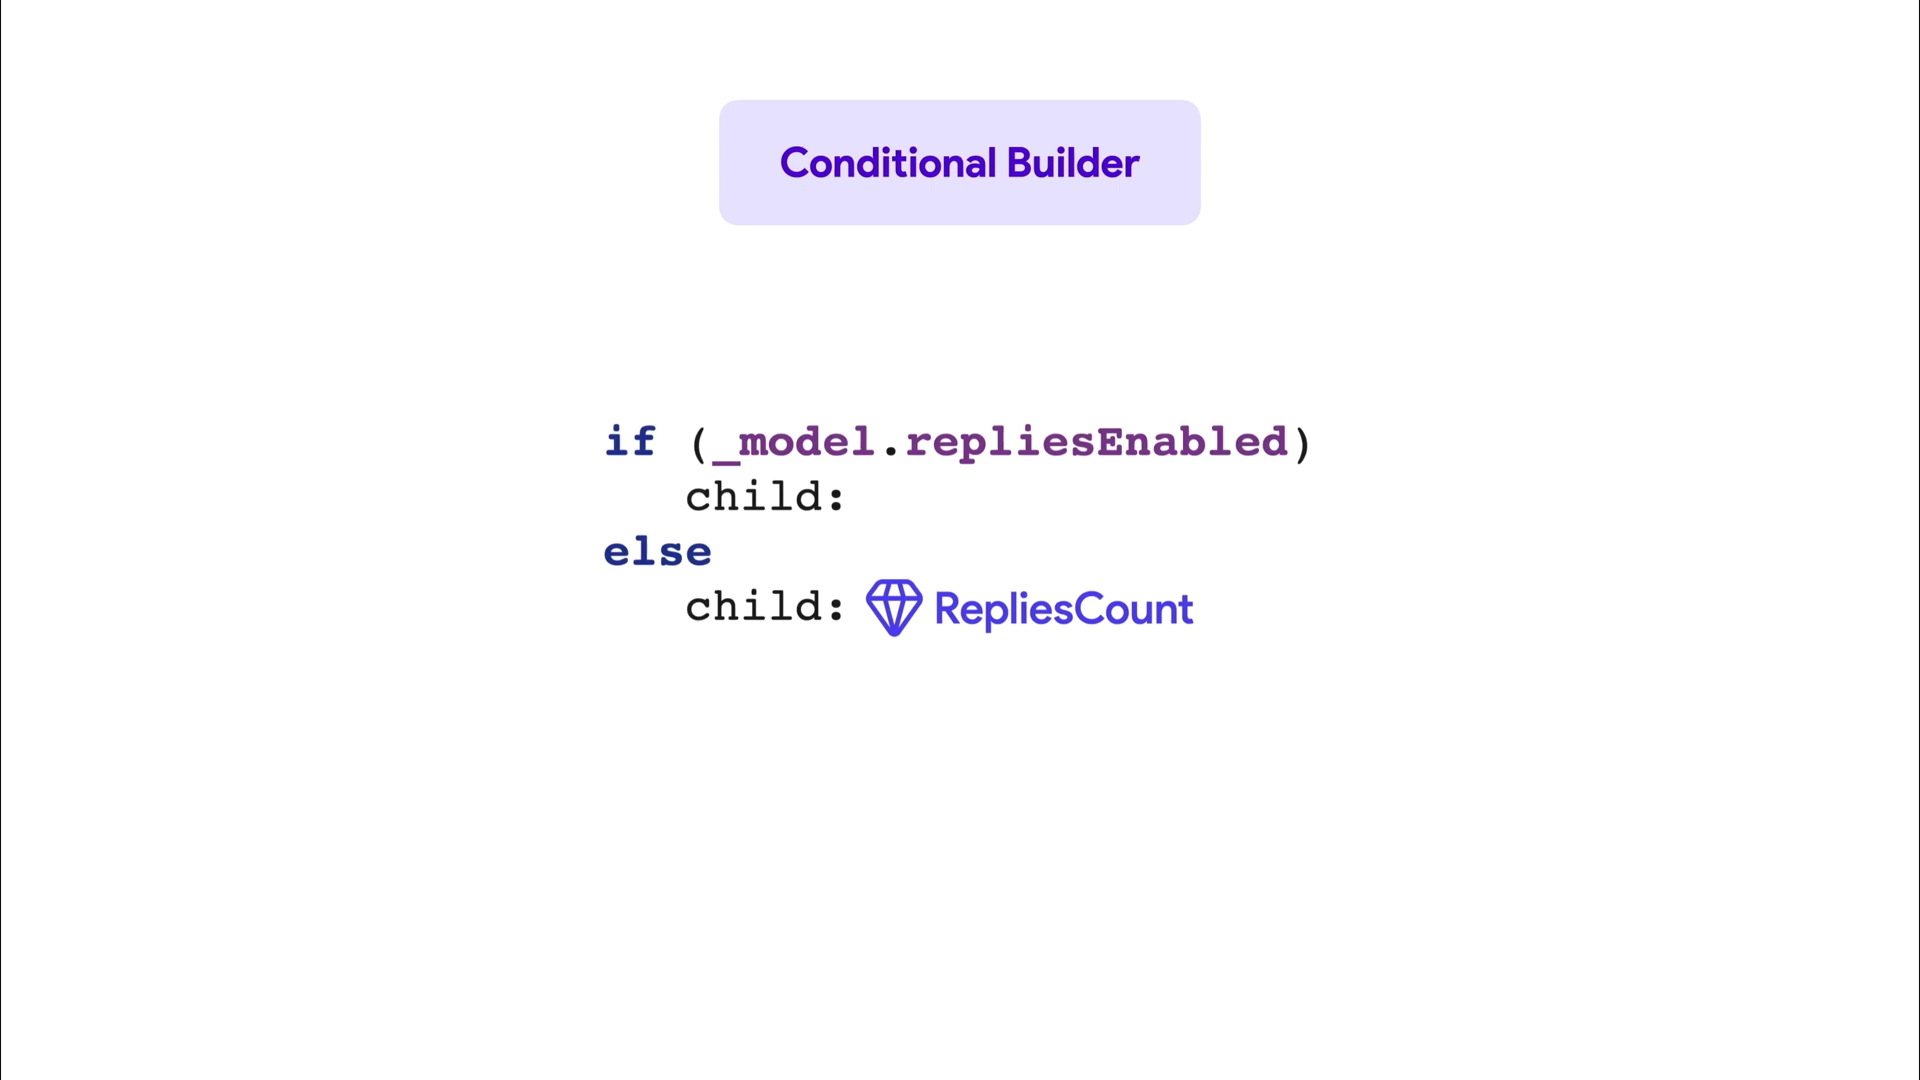 Conditional Builder
if (_model.repliesEnabled)
child:
else
child: RepliesCount